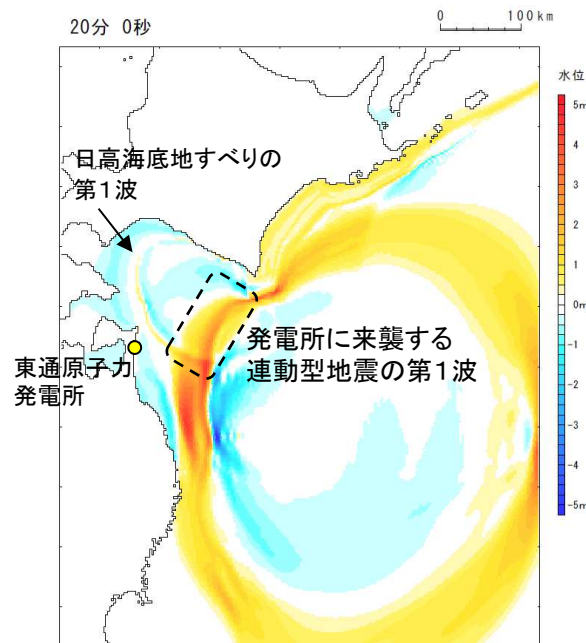 20分 0秒
0 100km
水位
5m
4
3
2
1
0m
-1
-2
-3
-4
-5m
日高海底地すべりの
第1波
発電所に来襲する
連動型地震の第1波
東通原子力
発電所